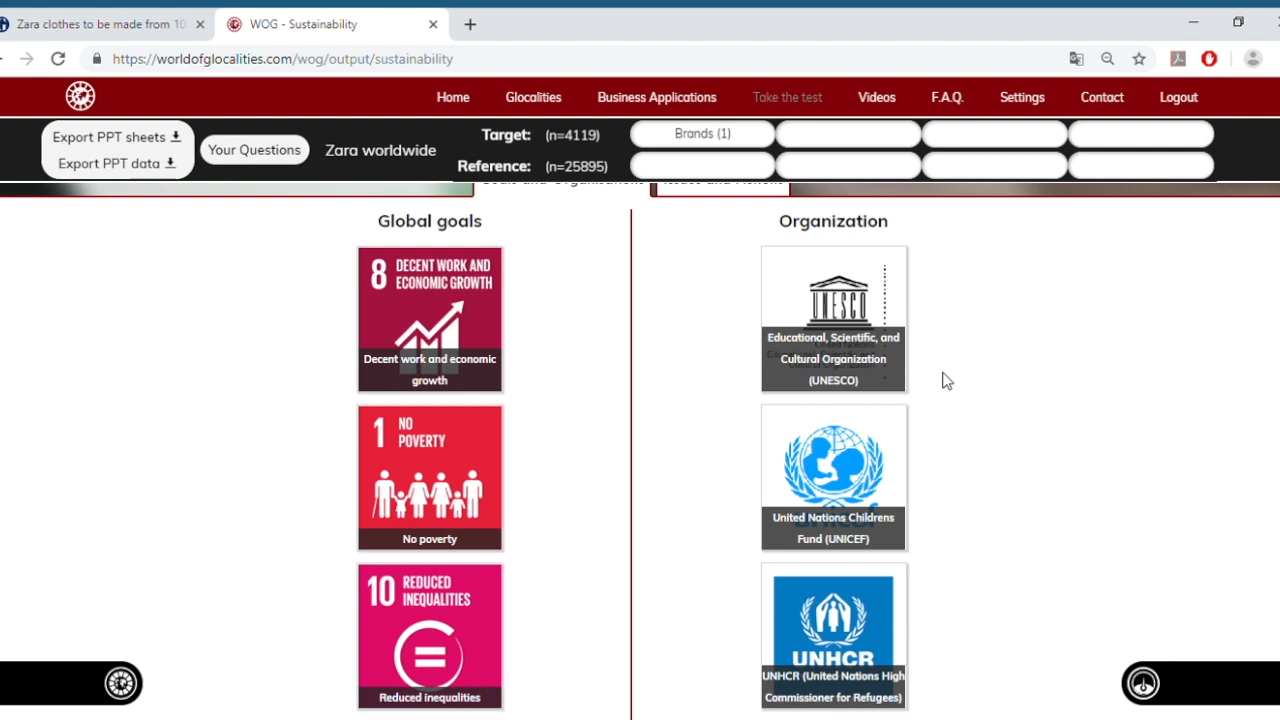 Zara clothes to be made from 10
WOG - Sustainability
https://worldofglocalities.com/wog/output/sustainability
Home
Glocalities
Business Applications
Take the test
Videos
F.A.Q.
Settings
Contact
Logout
Export PPT sheets
Export PPT data
Your Questions
Zara worldwide
Target: (n=4119)
Brands (1)
Reference: (n=25895)
Global goals
8 DECENT WORK AND
ECONOMIC GROWTH
Decent work and economic
growth
1 NO
POVERTY
No poverty
10 REDUCED
INEQUALITIES
Reduced inequalities
Organization
UNESCO
Educational, Scientific, and
Cultural Organization
(UNESCO)
United Nations Childrens
Fund (UNICEF)
UNHCR
UNHCR (United Nations High
Commissioner for Refugees)